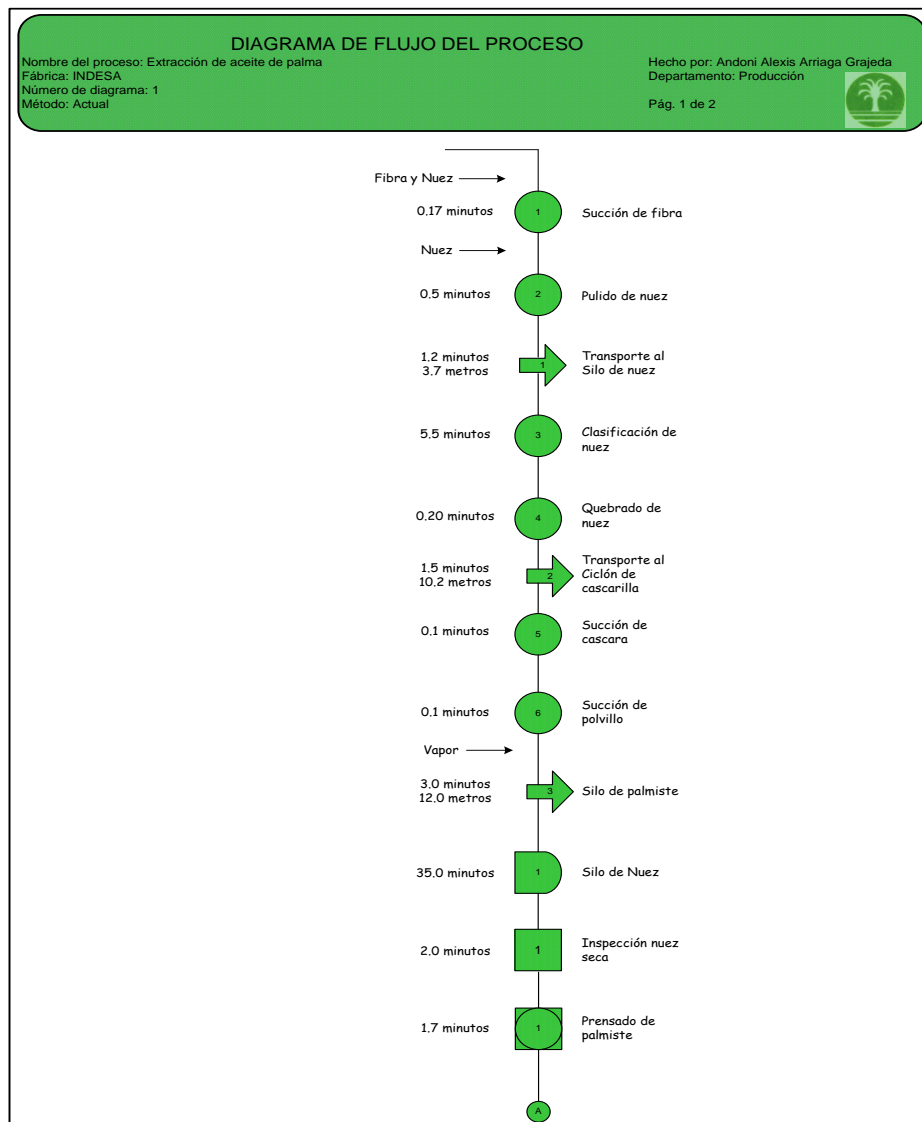 DIAGRAMA DE FLUJO DEL PROCESO
Nombre del proceso: Extracción de aceite de palma
Hecho por: Andoni Alexis Arriaga Grajeda
Fábrica: INDESA
Departamento: Producción
Número de diagrama: 1
Método: Actual
Pág. 1 de 2
Fibra y Nuez
0.17 minutos
1
Succión de fibra
Nuez
0.5 minutos
2
Pulido de nuez
1.2 minutos
3.7 metros
1
Transporte al
Silo de nuez
5.5 minutos
3
Clasificación de
nuez
0.20 minutos
4
Quebrado de
nuez
1.5 minutos
10.2 metros
2
Transporte al
Ciclón de
cascarilla
0.1 minutos
5
Succión de
cascara
0.1 minutos
6
Succión de
polvillo
Vapor
3.0 minutos
12.0 metros
3
Silo de palmiste
35.0 minutos
1
Silo de Nuez
2.0 minutos
1
Inspección nuez
seca
1.7 minutos
1
Prensado de
palmiste
A